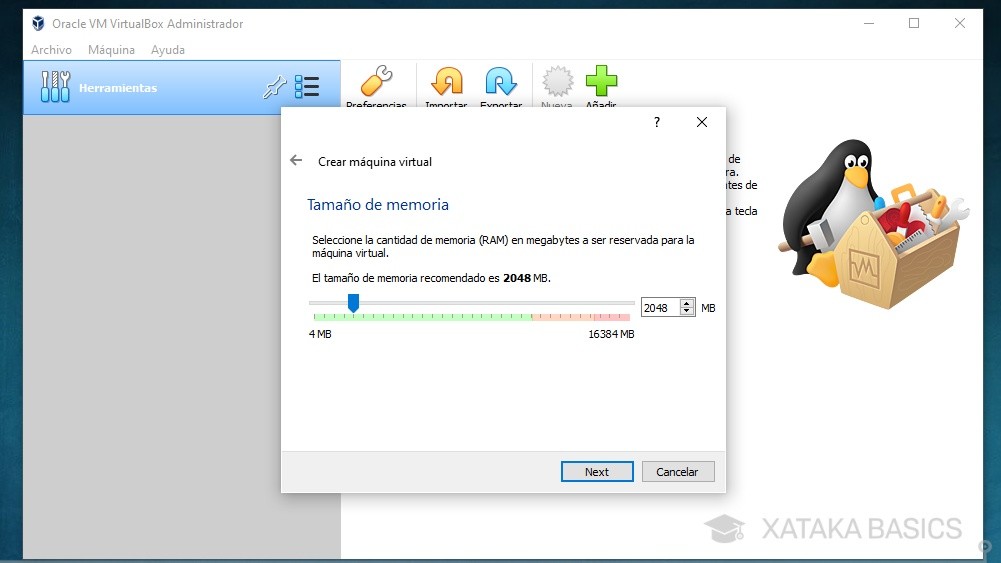 Oracle VM VirtualBox Administrador
Archivo Máquina Ayuda
Herramientas
Preferencias Importar Exportar Nueva Añadir
de
ra.
ntes de
a tecla
?
Crear máquina virtual
Tamaño de memoria
Seleccione la cantidad de memoria (RAM) en megabytes a ser reservada para la
máquina virtual.
El tamaño de memoria recomendado es 2048 MB.
2048 MB
4 MB 16384 MB
Next Cancelar
XATAKA BASICS